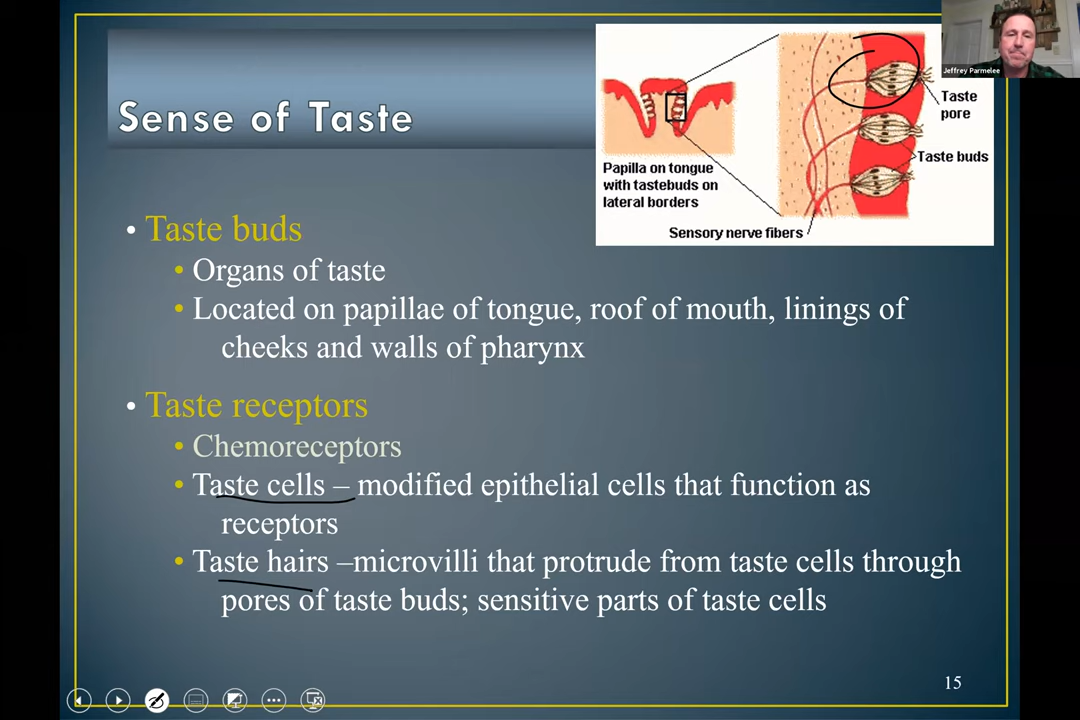 Jeffrey Parmelee
Sense of Taste
Taste
pore
Taste buds
Papilla on tongue
with tastebuds on
lateral borders
Sensory nerve fibers
• Taste buds
• Organs of taste
• Located on papillae of tongue, roof of mouth, linings of
cheeks and walls of pharynx
• Taste receptors
• Chemoreceptors
• Taste cells – modified epithelial cells that function as
receptors
• Taste hairs –microvilli that protrude from taste cells through
pores of taste buds; sensitive parts of taste cells
15